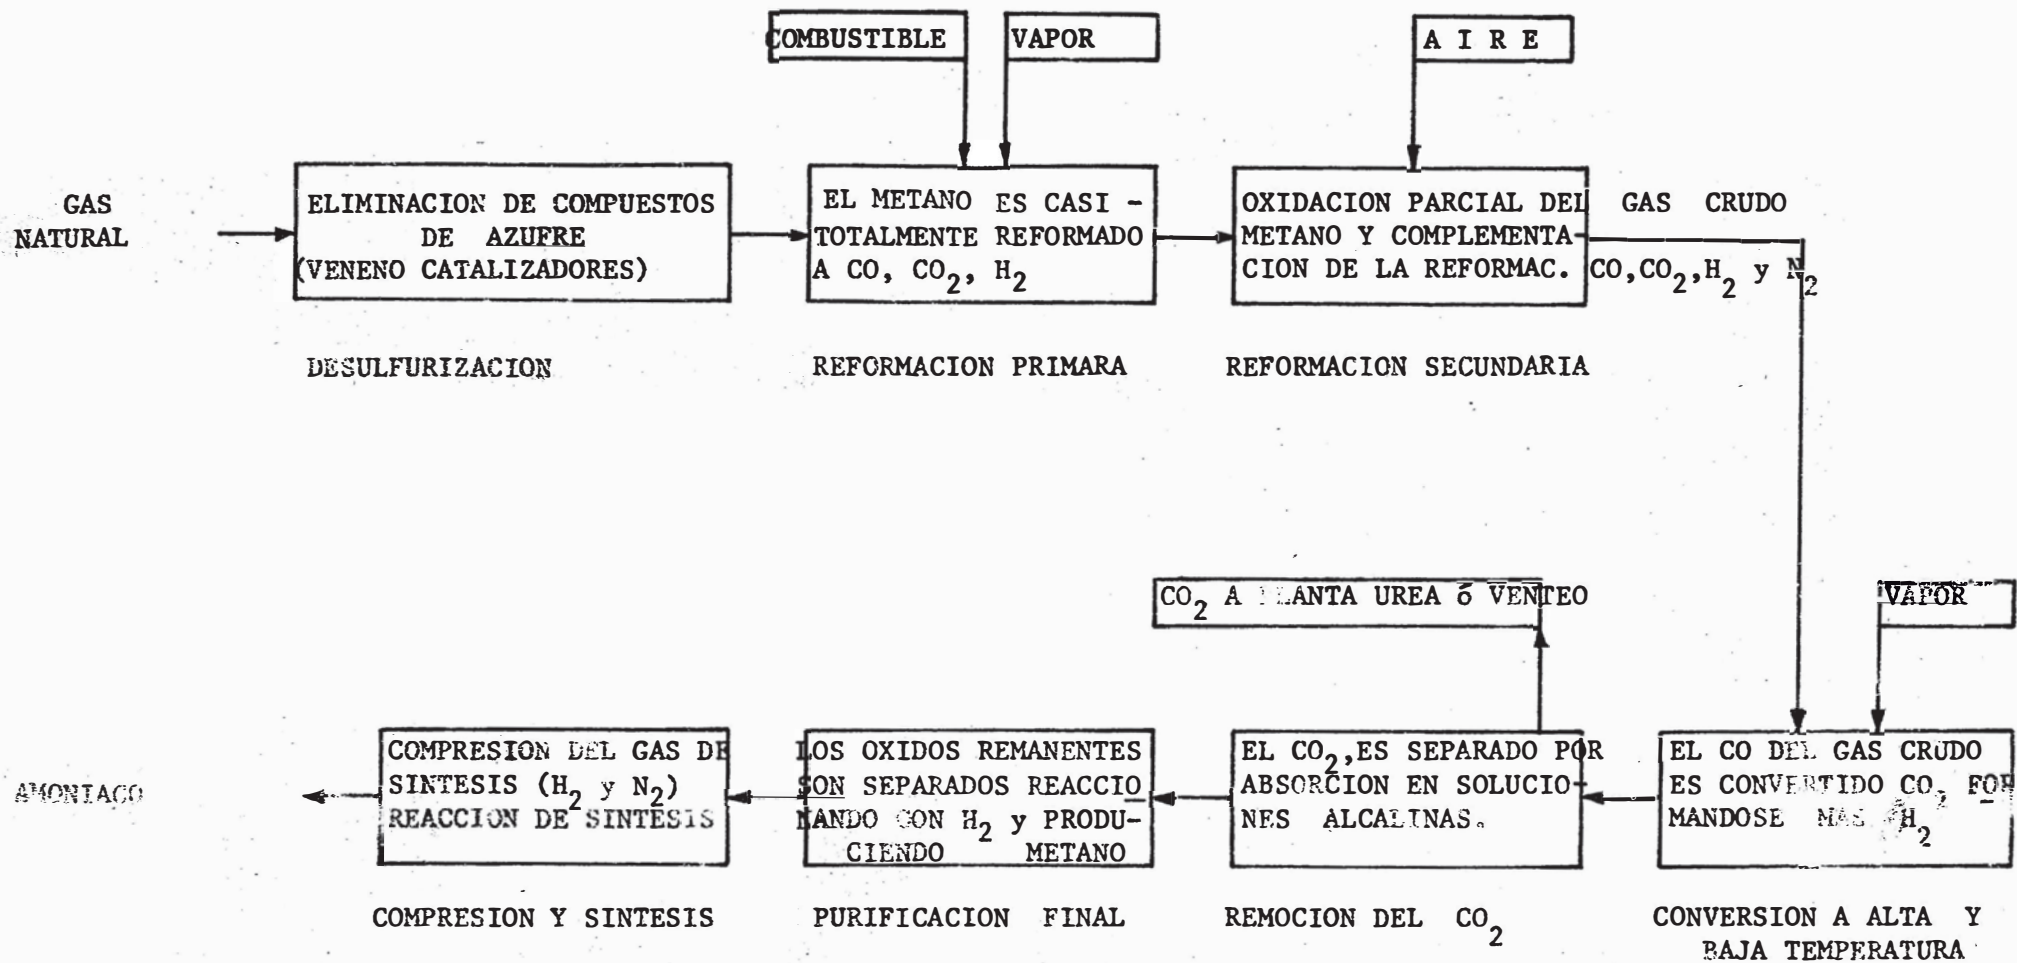 COMBUSTIBLE
VAPOR
A I R E
GAS
NATURAL
ELIMINACION DE COMPUESTOS
DE AZUFRE
(VENENO CATALIZADORES)
EL METANO ES CASI -
TOTALMENTE REFORMADO
A CO, CO₂, H₂
OXIDACION PARCIAL DEL
METANO Y COMPLEMENTA-
CION DE LA REFORMAC.
GAS CRUDO
CO,CO₂,H₂ y N₂
DESULFURIZACION
REFORMACION PRIMARA
REFORMACION SECUNDARIA
CO₂ A PLANTA UREA ó VENTEO
VAPOR
AMONIACO
COMPRESION DEL GAS DE
SINTESIS (H₂ y N₂)
REACCION DE SINTESIS
LOS OXIDOS REMANENTES
SON SEPARADOS REACCIO-
NANDO CON H₂ y PRODU-
CIENDO METANO
EL CO₂,ES SEPARADO POR
ABSORCION EN SOLUCIO-
NES ALCALINAS.
EL CO DEL GAS CRUDO
ES CONVERTIDO CO₂ FOR
MANDOSE MAS H₂
COMPRESION Y SINTESIS
PURIFICACION FINAL
REMOCION DEL CO₂
CONVERSION A ALTA Y
BAJA TEMPERATURA